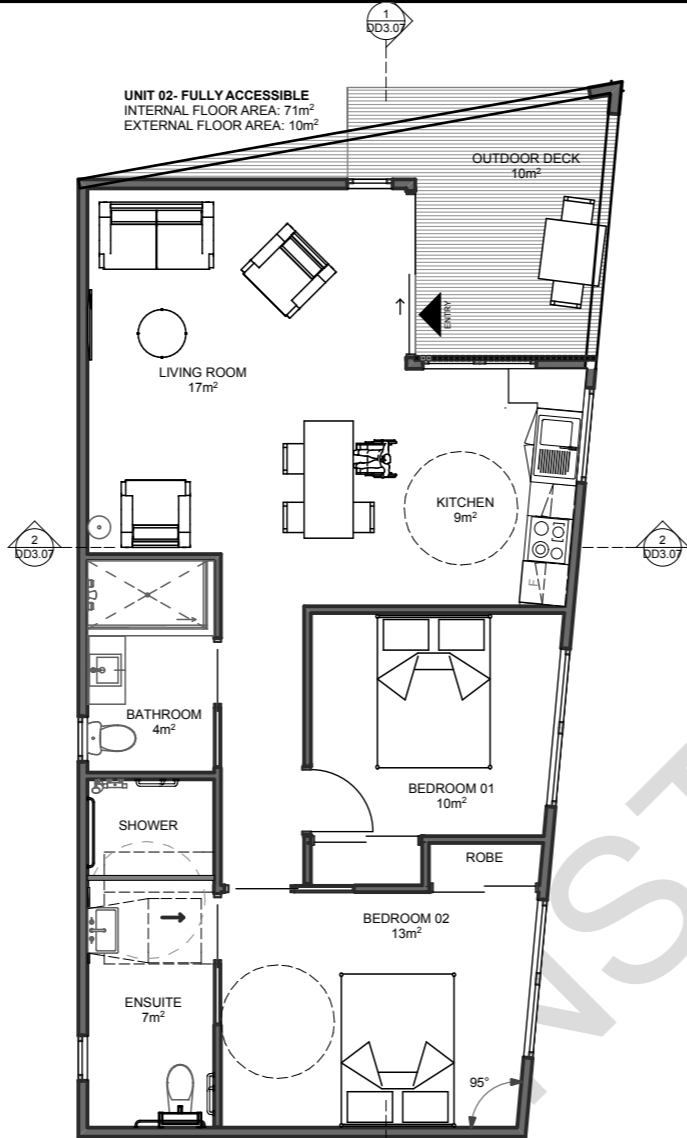 1
DD3.07
UNIT 02- FULLY ACCESSIBLE
INTERNAL FLOOR AREA: 71m²
EXTERNAL FLOOR AREA: 10m²
OUTDOOR DECK
10m²
ENTRY
LIVING ROOM
17m²
KITCHEN
9m²
2
DD3.07
2
DD3.07
F
BATHROOM
4m²
BEDROOM 01
10m²
SHOWER
ROBE
BEDROOM 02
13m²
ENSUITE
7m²
95°